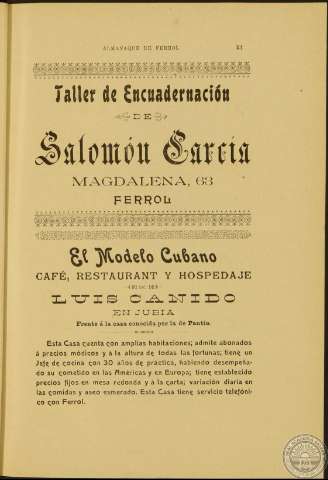 ALMANAQUE DE FERROL
Taller de Encuadernación
DE
Salomón García
MAGDALENA, 63
FERROL
El Modelo Cubano
CAFÉ, RESTAURANT Y HOSPEDAJE
DE
LUIS CANIDO
EN JUBIA
Frente á la casa conocida por la de Pantín
Esta Casa cuenta con amplias habitaciones; admite abonados
á precios módicos y á la altura de todas las fortunas; tiene un
Jefe de cocina con 30 años de práctica, habiendo desempeña-
do su cometido en las Américas y en Europa; tiene establecido
precios fijos en mesa redonda y á la carta; variación diaria en
las comidas y aseo esmerado. Esta Casa tiene servicio telefóni-
co con Ferrol.